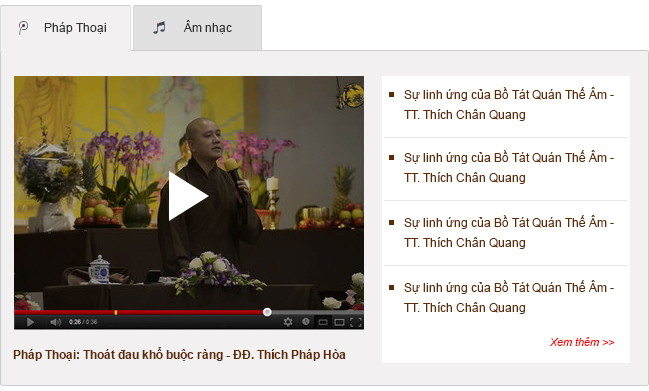 Pháp Thoại
Âm nhạc
Sự linh ứng của Bồ Tát Quán Thế Âm -
TT. Thích Chân Quang
Sự linh ứng của Bồ Tát Quán Thế Âm -
TT. Thích Chân Quang
Sự linh ứng của Bồ Tát Quán Thế Âm -
TT. Thích Chân Quang
Sự linh ứng của Bồ Tát Quán Thế Âm -
TT. Thích Chân Quang
Xem thêm >>
0:26 / 0:36
Pháp Thoại: Thoát đau khổ buộc ràng - ĐĐ. Thích Pháp Hòa